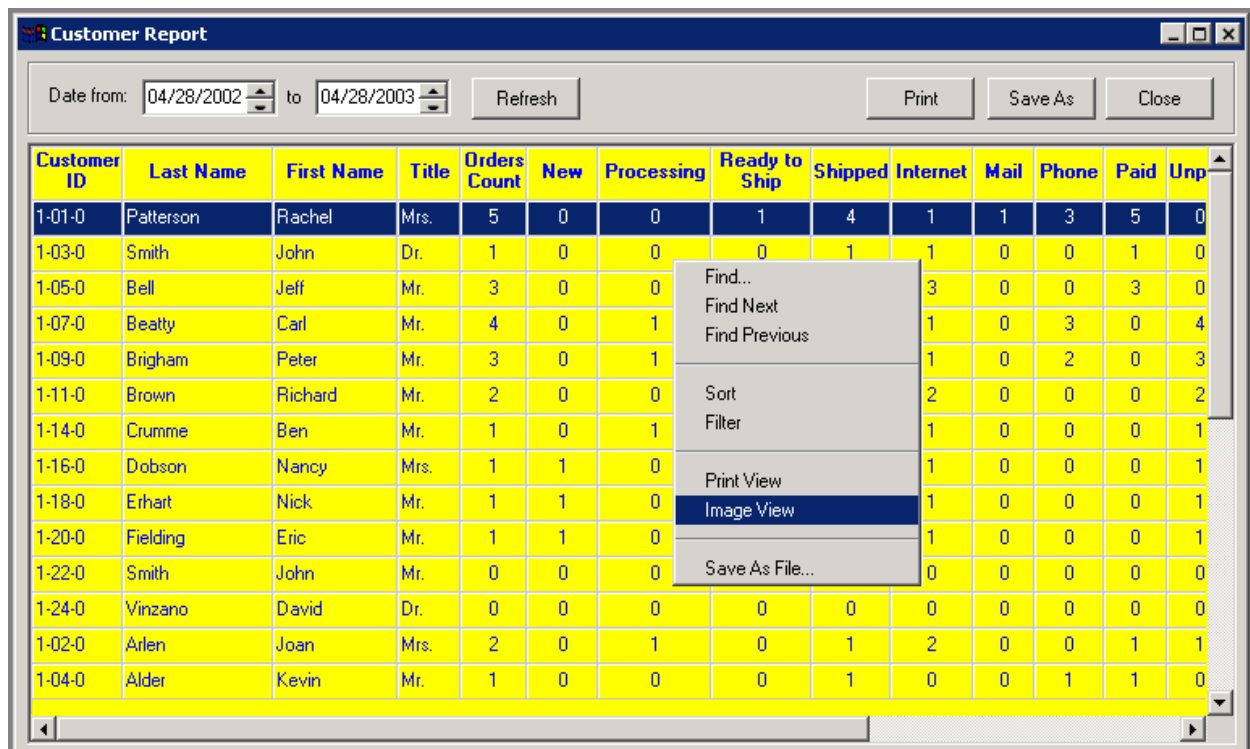 Customer Report
Date from: 04/28/2002 to 04/28/2003 Refresh Print Save As Close
Customer ID Last Name First Name Title Orders Count New Processing Ready to Ship Shipped Internet Mail Phone Paid Unp
1-01-0 Patterson Rachel Mrs. 5 0 0 1 4 1 1 3 5 0
1-03-0 Smith John Dr. 1 0 0 0 1 1 0 0 1 0
1-05-0 Bell Jeff Mr. 3 0 0 3 0 0 3 0
1-07-0 Beatty Carl Mr. 4 0 1 1 0 3 0 4
1-09-0 Brigham Peter Mr. 3 0 1 1 0 2 0 3
1-11-0 Brown Richard Mr. 2 0 0 2 0 0 0 2
1-14-0 Crumme Ben Mr. 1 0 1 1 0 0 0 1
1-16-0 Dobson Nancy Mrs. 1 1 0 1 0 0 0 1
1-18-0 Erhart Nick Mr. 1 1 0 1 0 0 0 1
1-20-0 Fielding Eric Mr. 1 1 0 1 0 0 0 1
1-22-0 Smith John Mr. 0 0 0 0 0 0 0 0
1-24-0 Vinzano David Dr. 0 0 0 0 0 0 0 0 0 0
1-02-0 Arlen Joan Mrs. 2 0 1 0 1 2 0 0 1 1
1-04-0 Alder Kevin Mr. 1 0 0 0 1 0 0 1 1 0
Find...
Find Next
Find Previous
Sort
Filter
Print View
Image View
Save As File...